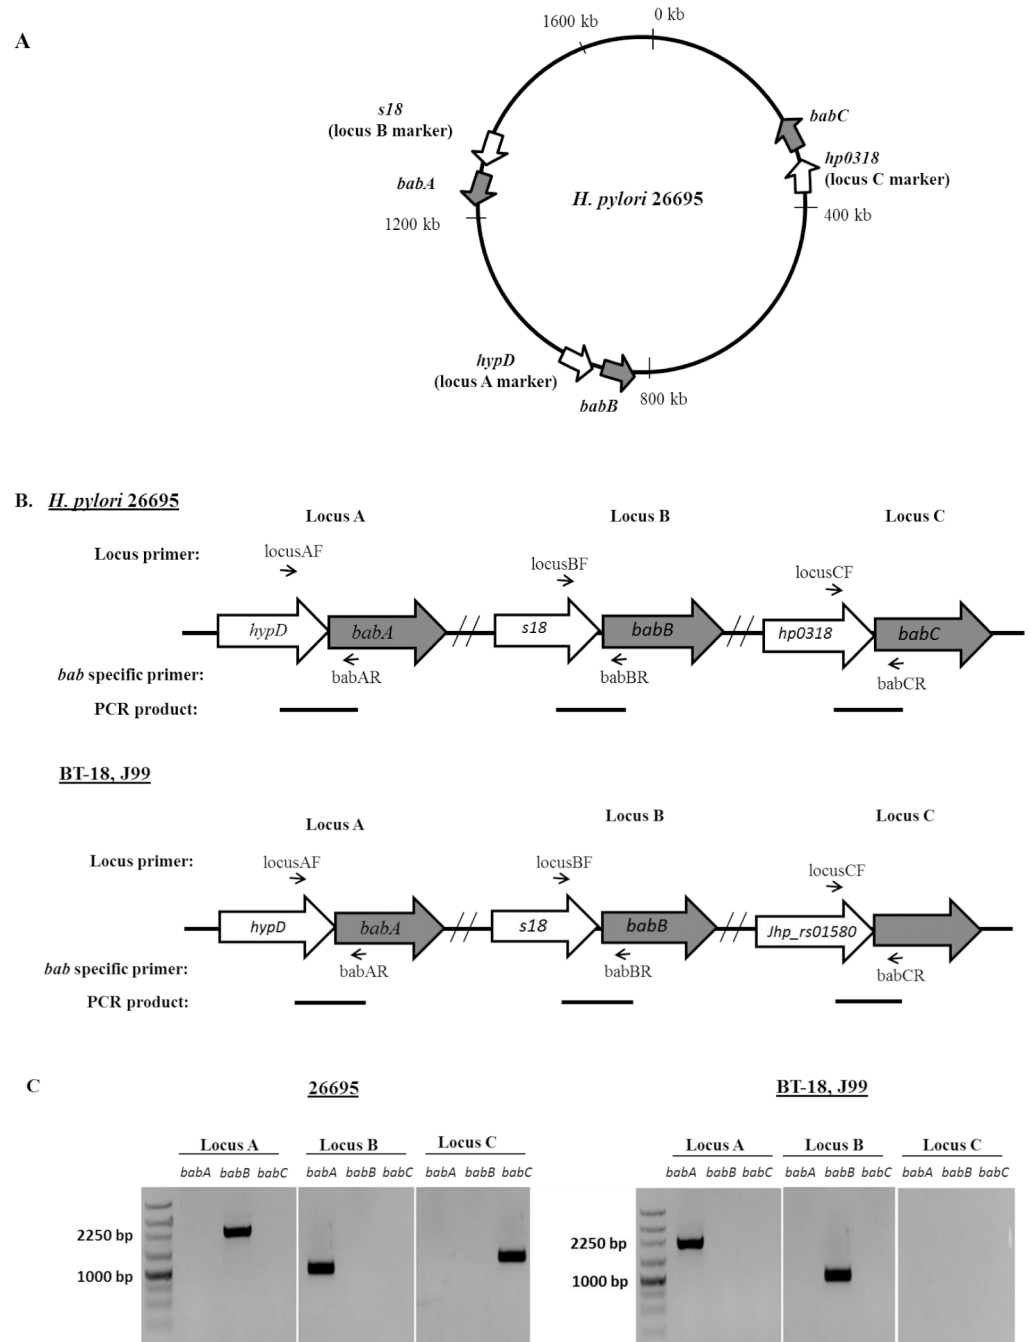 A
1600 kb
0 kb
s18
(locus B marker)
babC
hp0318
(locus C marker)
babA
H. pylori 26695
1200 kb
400 kb
hypD
(locus A marker)
babB
800 kb
B. H. pylori 26695
Locus A Locus B Locus C
Locus primer: locusAF locusBF locusCF
hypD babA s18 babB hp0318 babC
bab specific primer: babAR babBR babCR
PCR product:
BT-18, J99
Locus A Locus B Locus C
Locus primer: locusAF locusBF locusCF
hypD babA s18 babB Jhp_rs01580
bab specific primer: babAR babBR babCR
PCR product:
C
26695 BT-18, J99
Locus A Locus B Locus C Locus A Locus B Locus C
babA babB babC babA babB babC babA babB babC babA babB babC babA babB babC babA babB babC
2250 bp 2250 bp
1000 bp 1000 bp